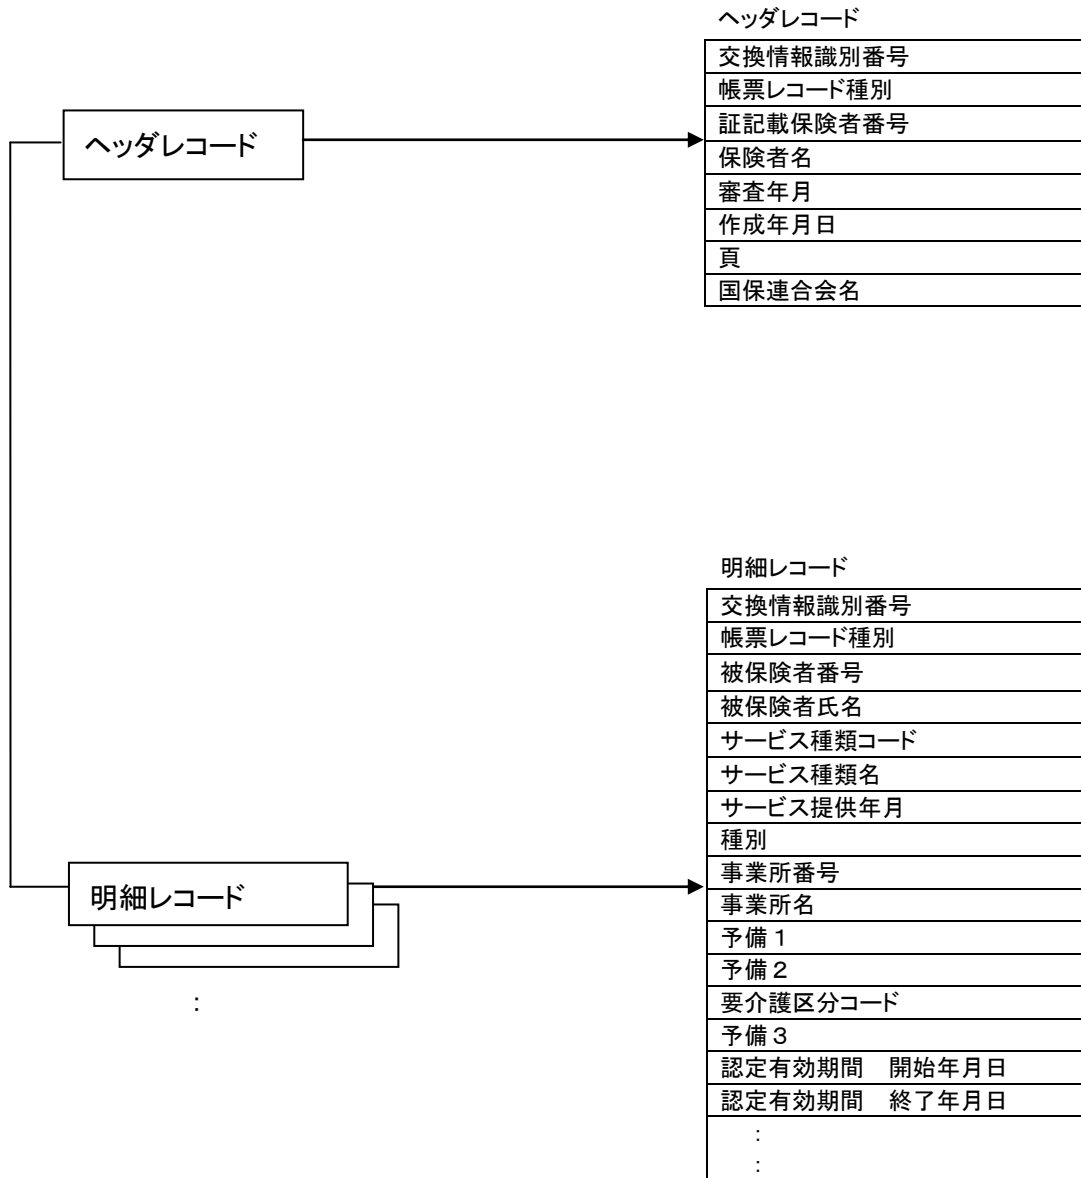 ヘッダレコード
交換情報識別番号
帳票レコード種別
証記載保険者番号
保険者名
審査年月
作成年月日
頁
国保連合会名
ヘッダレコード
明細レコード
交換情報識別番号
帳票レコード種別
被保険者番号
被保険者氏名
サービス種類コード
サービス種類名
サービス提供年月
種別
事業所番号
事業所名
予備１
予備２
要介護区分コード
予備３
認定有効期間　開始年月日
認定有効期間　終了年月日
：
：
明細レコード
：